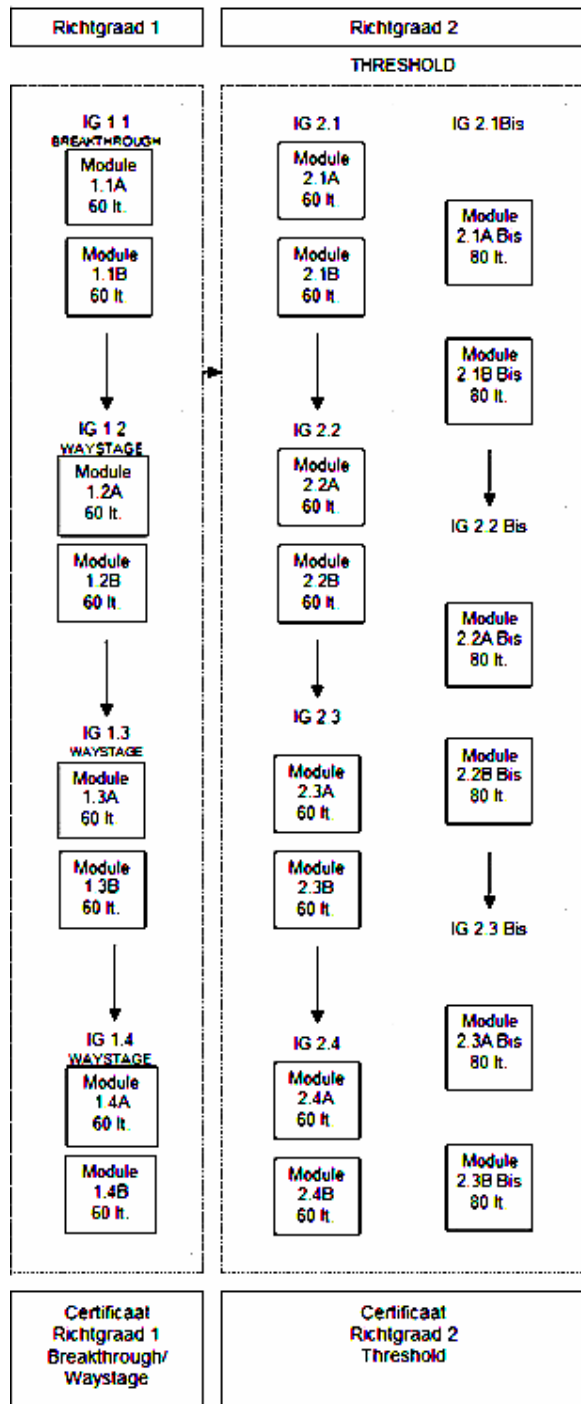 Richtgraad 1
Richtgraad 2
THRESHOLD
IG 1 1
BREAKTHROUGH
Module
1.1A
60 lt.
Module
1.1B
60 lt.
IG 1 2
WAYSTAGE
Module
1.2A
60 lt.
Module
1.2B
60 lt.
IG 1.3
WAYSTAGE
Module
1.3A
60 lt.
Module
1 3B
60 lt.
IG 1.4
WAYSTAGE
Module
1.4A
60 lt.
Module
1.4B
60 lt.
IG 2.1
Module
2.1A
60 lt.
Module
2.1B
60 lt.
IG 2.2
Module
2.2A
60 lt.
Module
2.2B
60 lt.
IG 2 3
Module
2.3A
60 lt.
Module
2.3B
60 lt.
IG 2.4
Module
2.4A
60 lt.
Module
2.4B
60 lt.
IG 2.1Bis
Module
2.1A Bis
80 lt.
Module
2 1B Bis
80 lt.
IG 2.2 Bis
Module
2.2A Bis
80 lt.
Module
2.2B Bis
80 lt.
IG 2.3 Bis
Module
2.3A Bis
80 lt.
Module
2.3B Bis
80 lt.
Certificaat
Richtgraad 1
Breakthrough/
Waystage
Certificaat
Richtgraad 2
Threshold